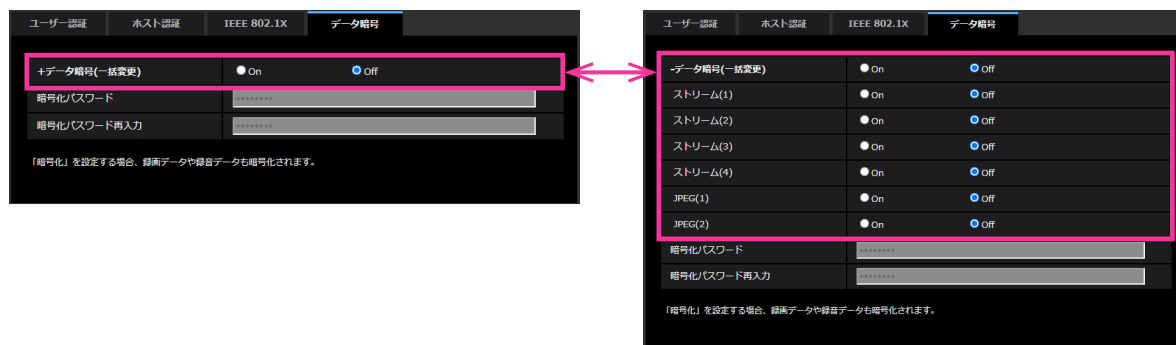 ユーザー認証 ホスト認証 IEEE 802.1X データ暗号
+データ暗号(一括変更) On Off
暗号化パスワード ••••••••
暗号化パスワード再入力 ••••••••
「暗号化」を設定する場合、録画データや録音データも暗号化されます。
ユーザー認証 ホスト認証 IEEE 802.1X データ暗号
-データ暗号(一括変更) On Off
ストリーム(1) On Off
ストリーム(2) On Off
ストリーム(3) On Off
ストリーム(4) On Off
JPEG(1) On Off
JPEG(2) On Off
暗号化パスワード ••••••••
暗号化パスワード再入力 ••••••••
「暗号化」を設定する場合、録画データや録音データも暗号化されます。